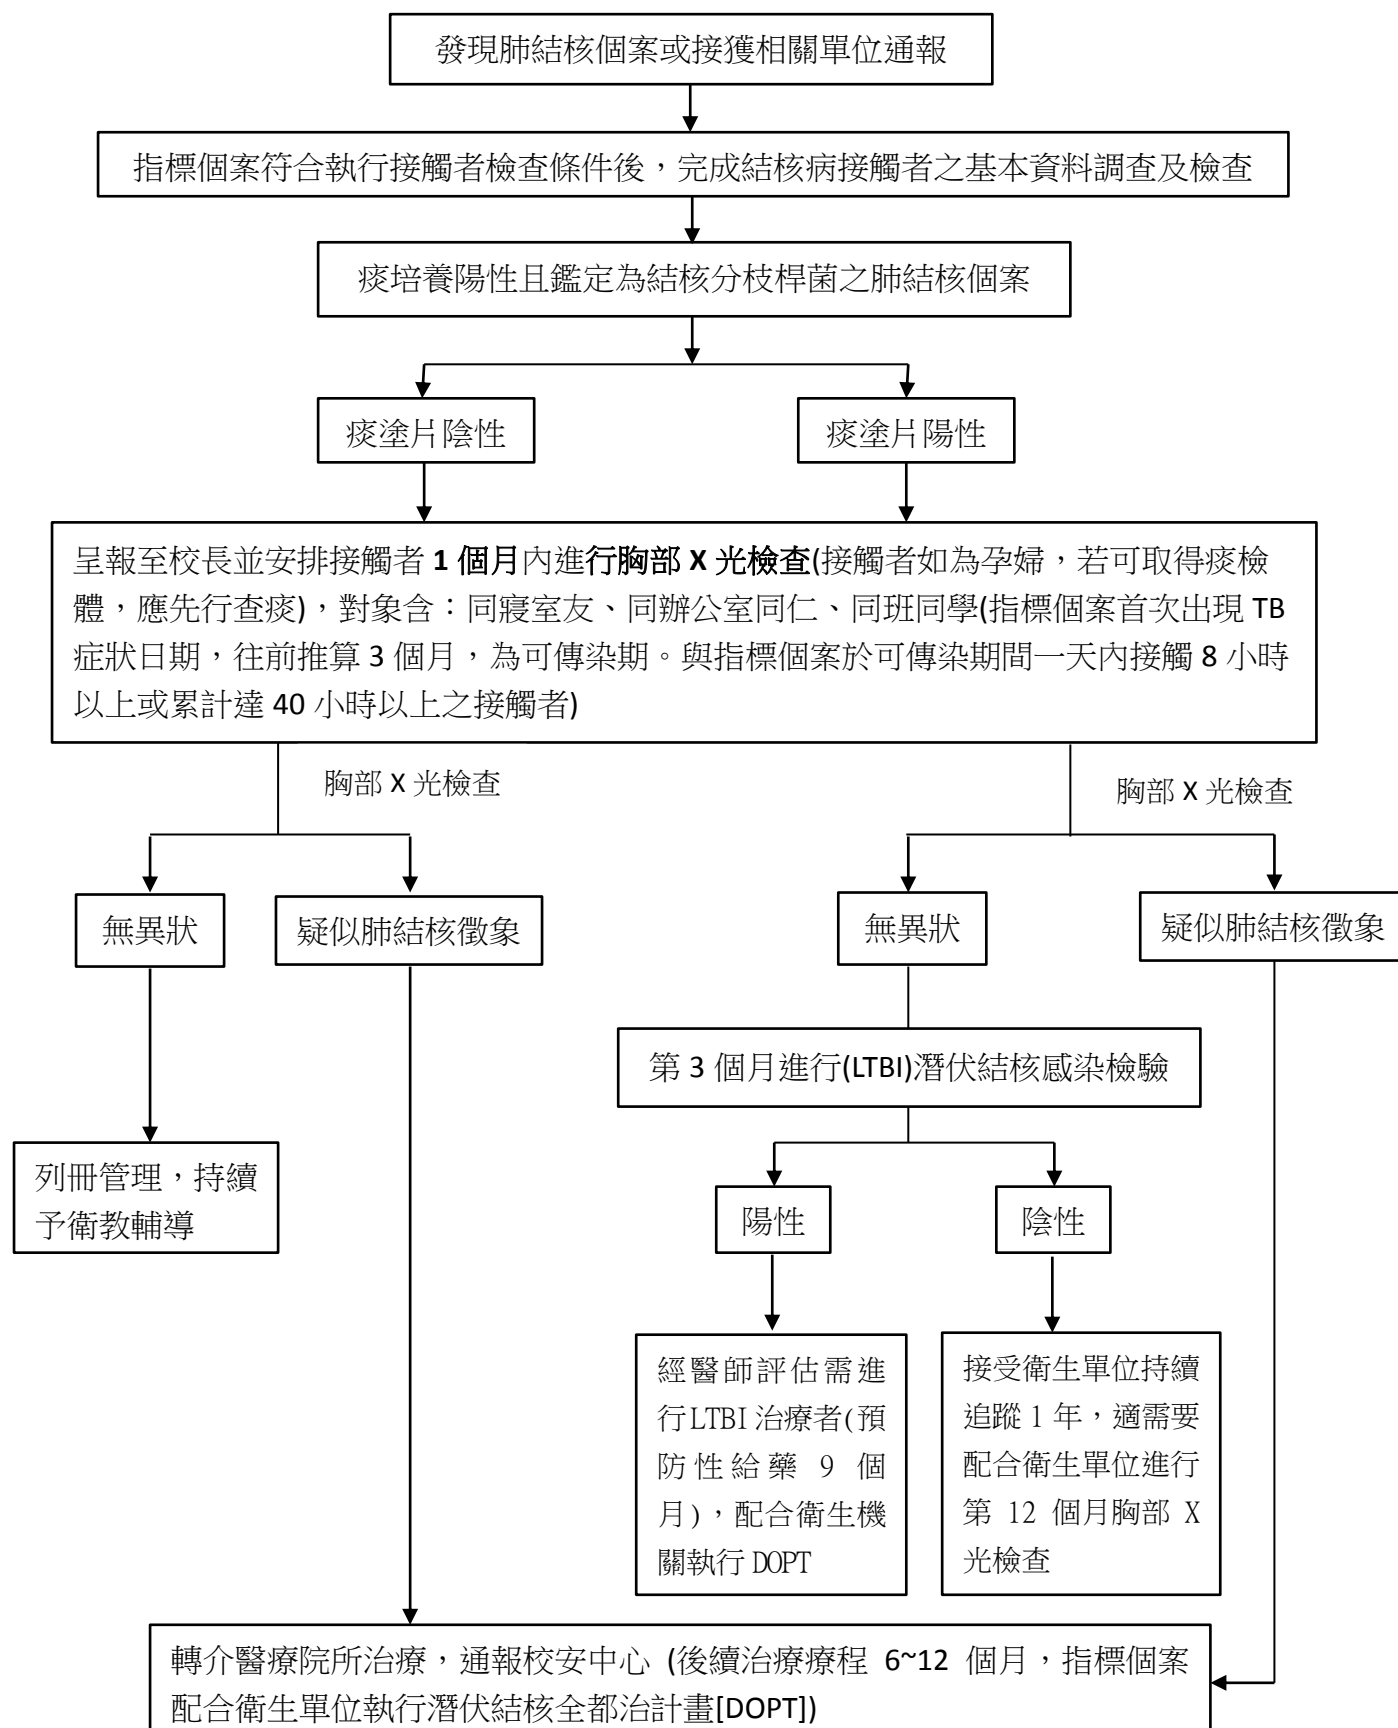 發現肺結核個案或接獲相關單位通報
指標個案符合執行接觸者檢查條件後，完成結核病接觸者之基本資料調查及檢查
痰培養陽性且鑑定為結核分枝桿菌之肺結核個案
痰塗片陰性
痰塗片陽性
呈報至校長並安排接觸者 1 個月內進行胸部 X 光檢查(接觸者如為孕婦，若可取得痰檢
體，應先行查痰)，對象含：同寢室友、同辦公室同仁、同班同學(指標個案首次出現 TB
症狀日期，往前推算 3 個月，為可傳染期。與指標個案於可傳染期間一天內接觸 8 小時
以上或累計達 40 小時以上之接觸者)
胸部 X 光檢查
胸部 X 光檢查
無異狀
疑似肺結核徵象
無異狀
疑似肺結核徵象
第 3 個月進行(LTBI)潛伏結核感染檢驗
列冊管理，持續
予衛教輔導
陽性
陰性
經醫師評估需進
行LTBI 治療者(預
防性給藥 9 個
月)，配合衛生機
關執行 DOPT
接受衛生單位持續
追蹤 1 年，適需要
配合衛生單位進行
第 12 個月胸部 X
光檢查
轉介醫療院所治療，通報校安中心 (後續治療療程 6~12 個月，指標個案
配合衛生單位執行潛伏結核全都治計畫[DOPT])